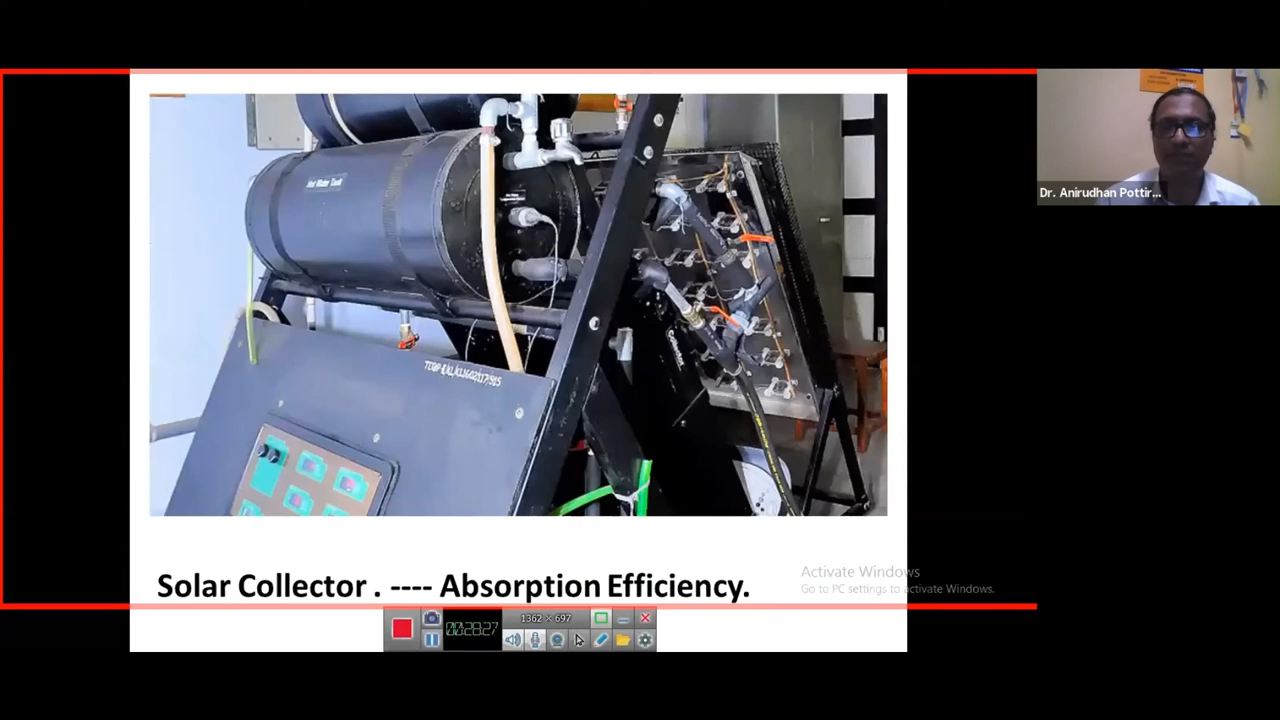 Hot Water Tank
Collector
Dr. Anirudhan Pottir...
Solar Collector . ---- Absorption Efficiency.
Activate Windows
Go to PC settings to activate Windows.
1362 × 697
00:28:27